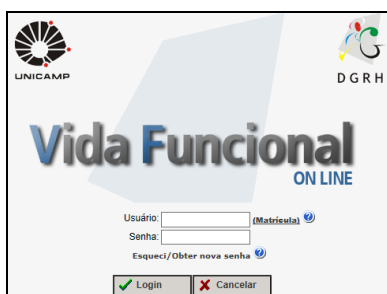 UNICAMP
DGRH
Vida Funcional
ON LINE
Usuário: (Matrícula) ?
Senha:
Esqueci/Obter nova senha ?
Login Cancelar